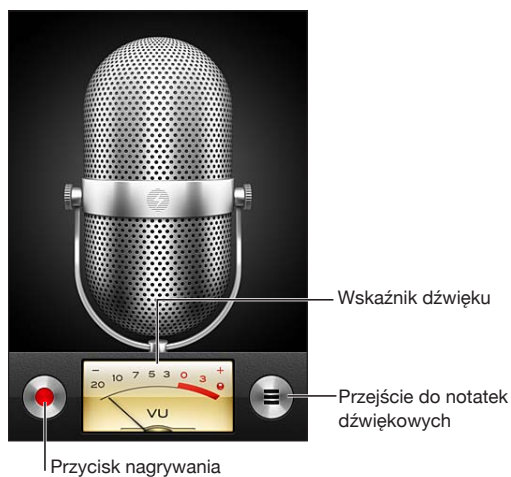 Wskaźnik dźwięku
− 20 10 7 5 3 0 3 +
VU
Przejście do notatek
dźwiękowych
Przycisk nagrywania